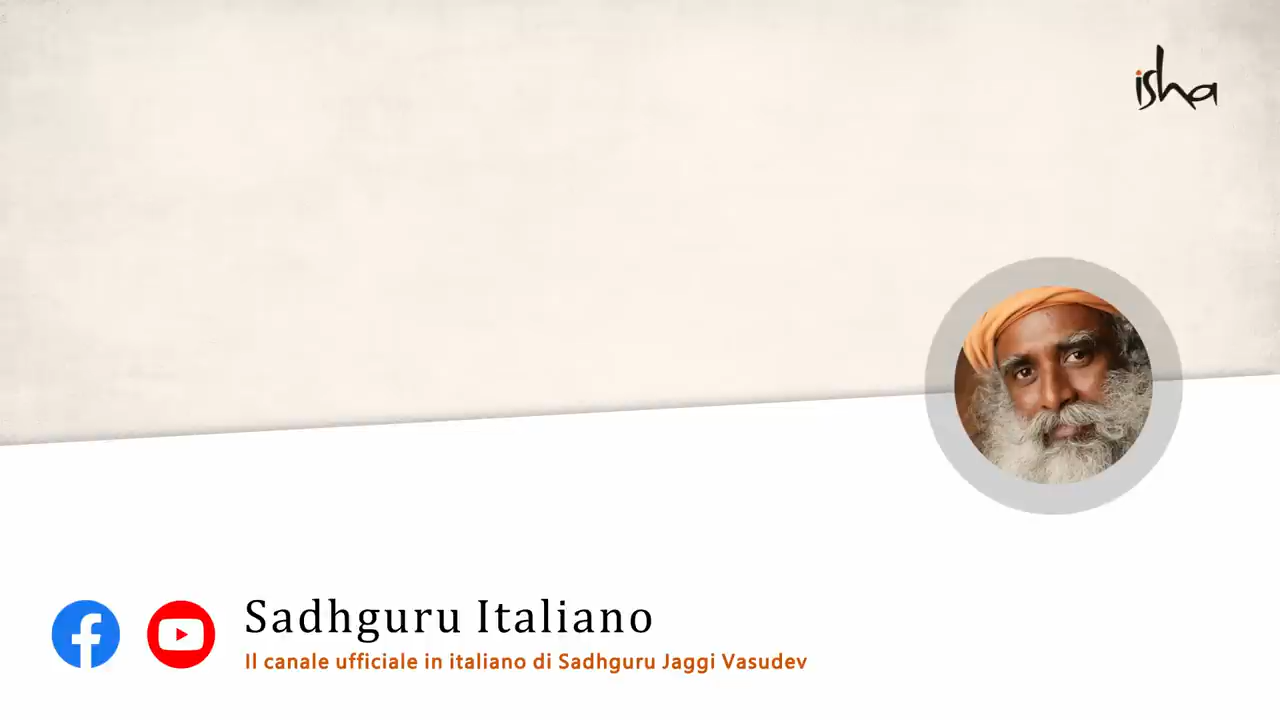 isha
Sadhguru Italiano
Il canale ufficiale in italiano di Sadhguru Jaggi Vasudev